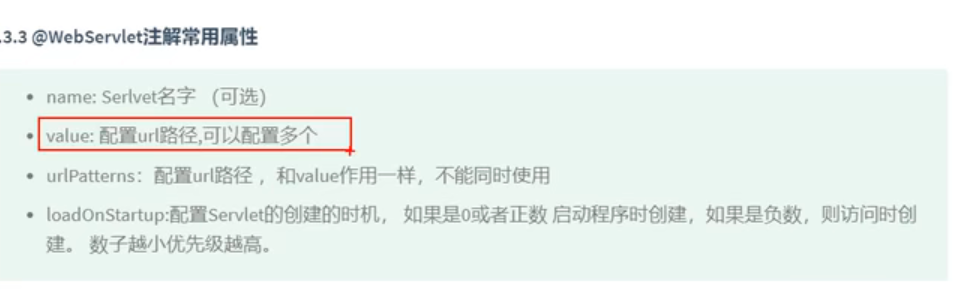 .3.3 @WebServlet注解常用属性
• name: Serlvet名字 （可选）
• value: 配置url路径,可以配置多个
• urlPatterns：配置url路径 ，和value作用一样，不能同时使用
• loadOnStartup:配置Servlet的创建的时机， 如果是0或者正数 启动程序时创建，如果是负数，则访问时创
建。 数子越小优先级越高。